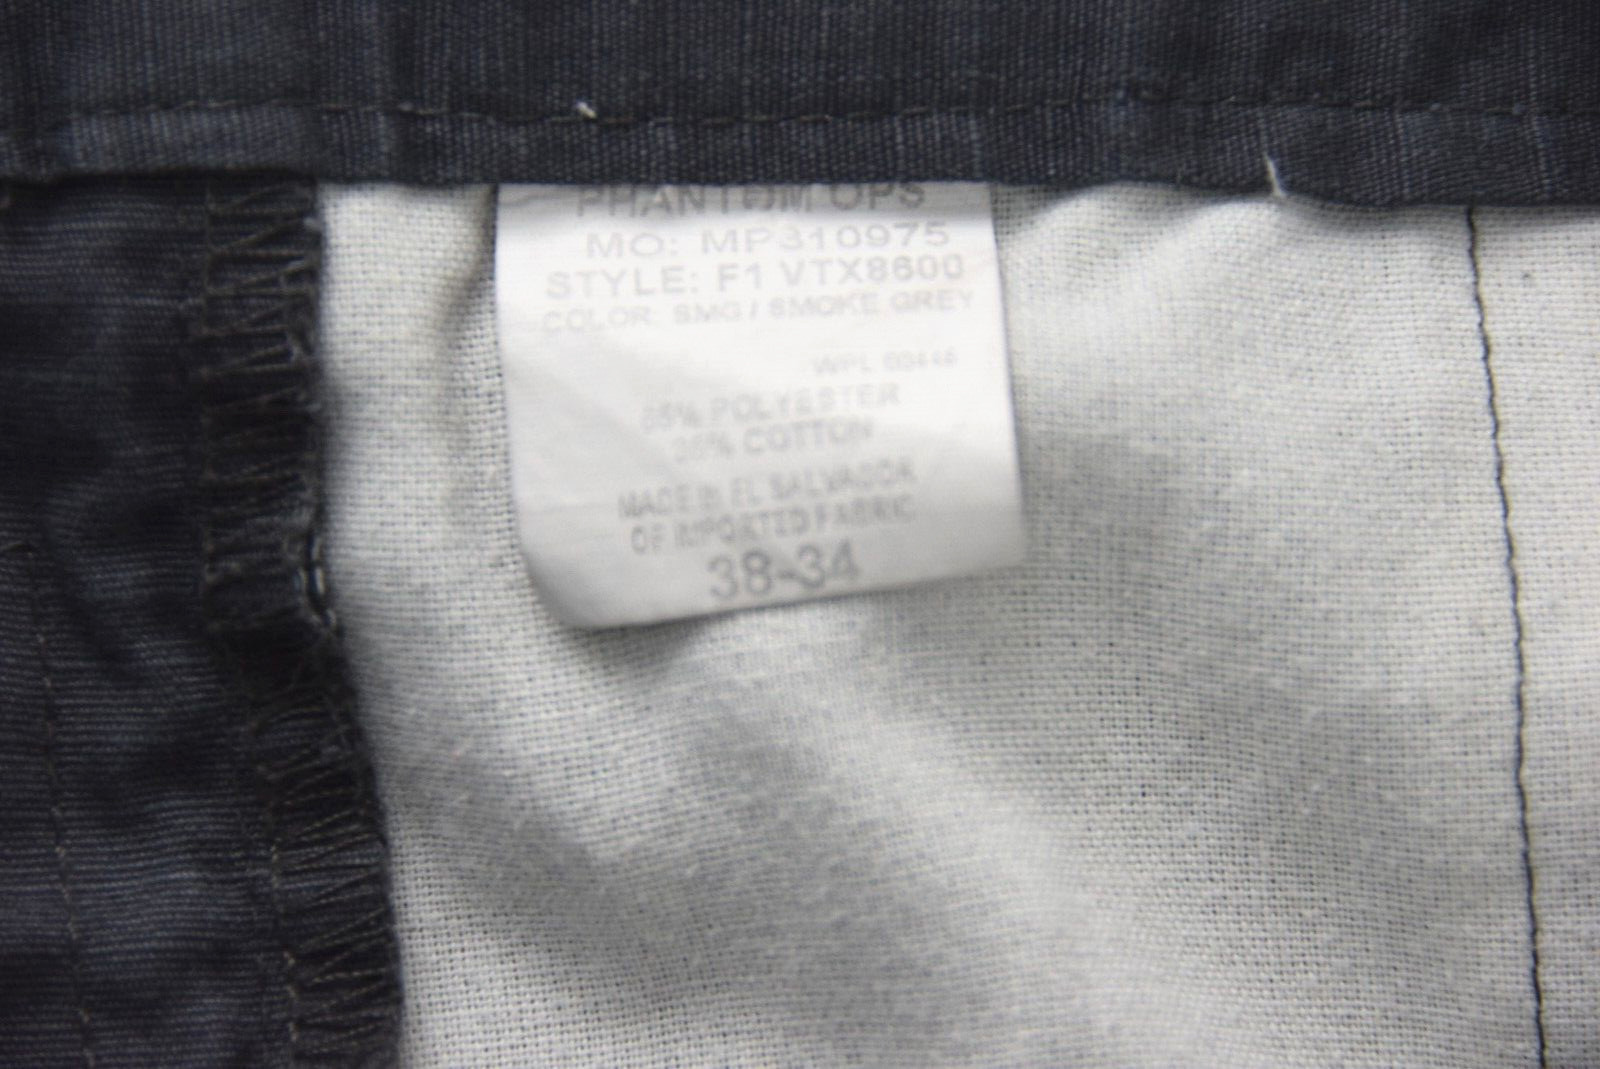 PHANTOM OPS
MO: MP310975
STYLE: F1 VTX8600
COLOR: SMG / SMOKE GREY
WPL
65% POLYESTER
35% COTTON
MADE IN EL SALVADOR
OF IMPORTED FABRIC
38-34